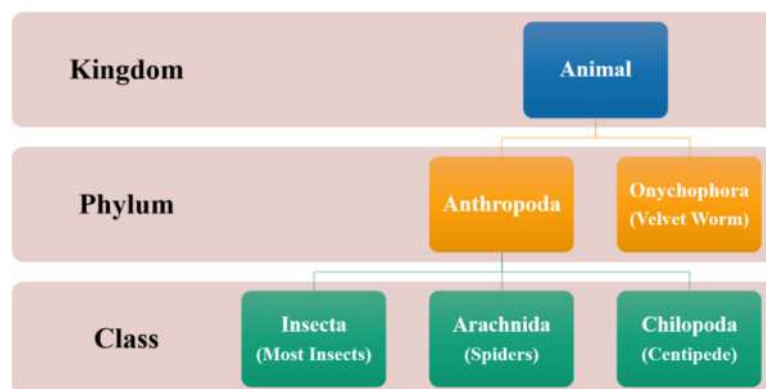 Kingdom
Animal
Phylum
Anthropoda
Onychophora
(Velvet Worm)
Class
Insecta
(Most Insects)
Arachnida
(Spiders)
Chilopoda
(Centipede)